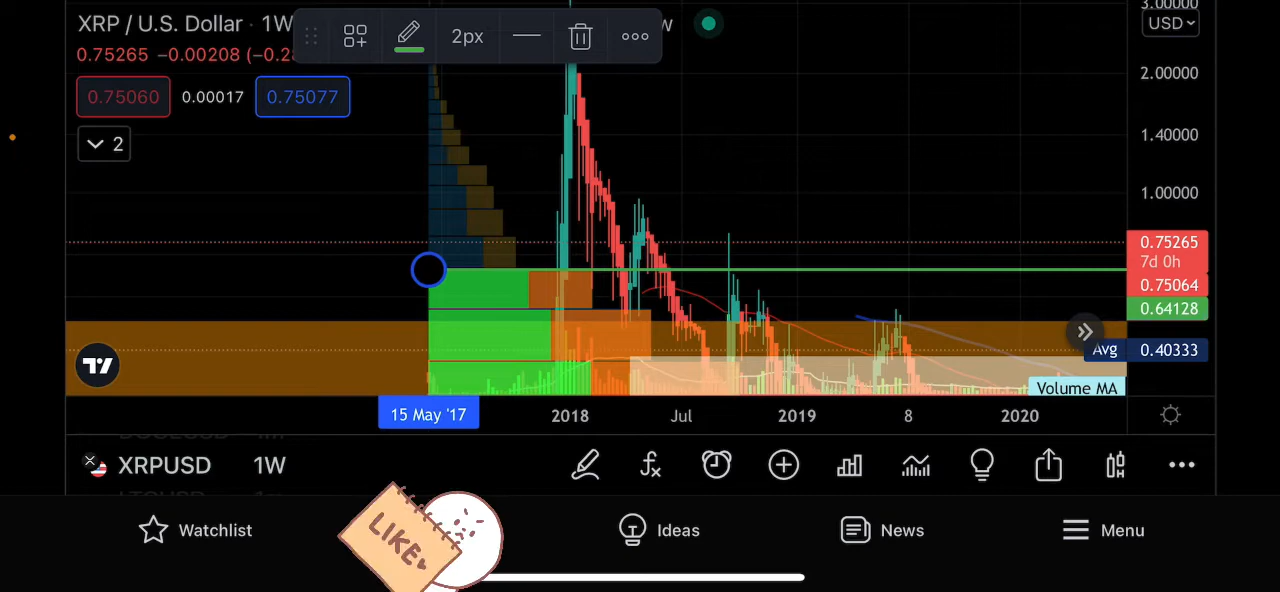 3.00000
XRP / U.S. Dollar · 1W
USD
2px
0.75265 −0.00208 (−0.2
2.00000
0.75060 0.00017 0.75077
1.40000
2
1.00000
0.75265
7d 0h
0.75064
0.64128
Avg 0.40333
Volume MA
15 May '17 2018 Jul 2019 8 2020
XRPUSD 1W
Watchlist
LIKE
Ideas
News
Menu